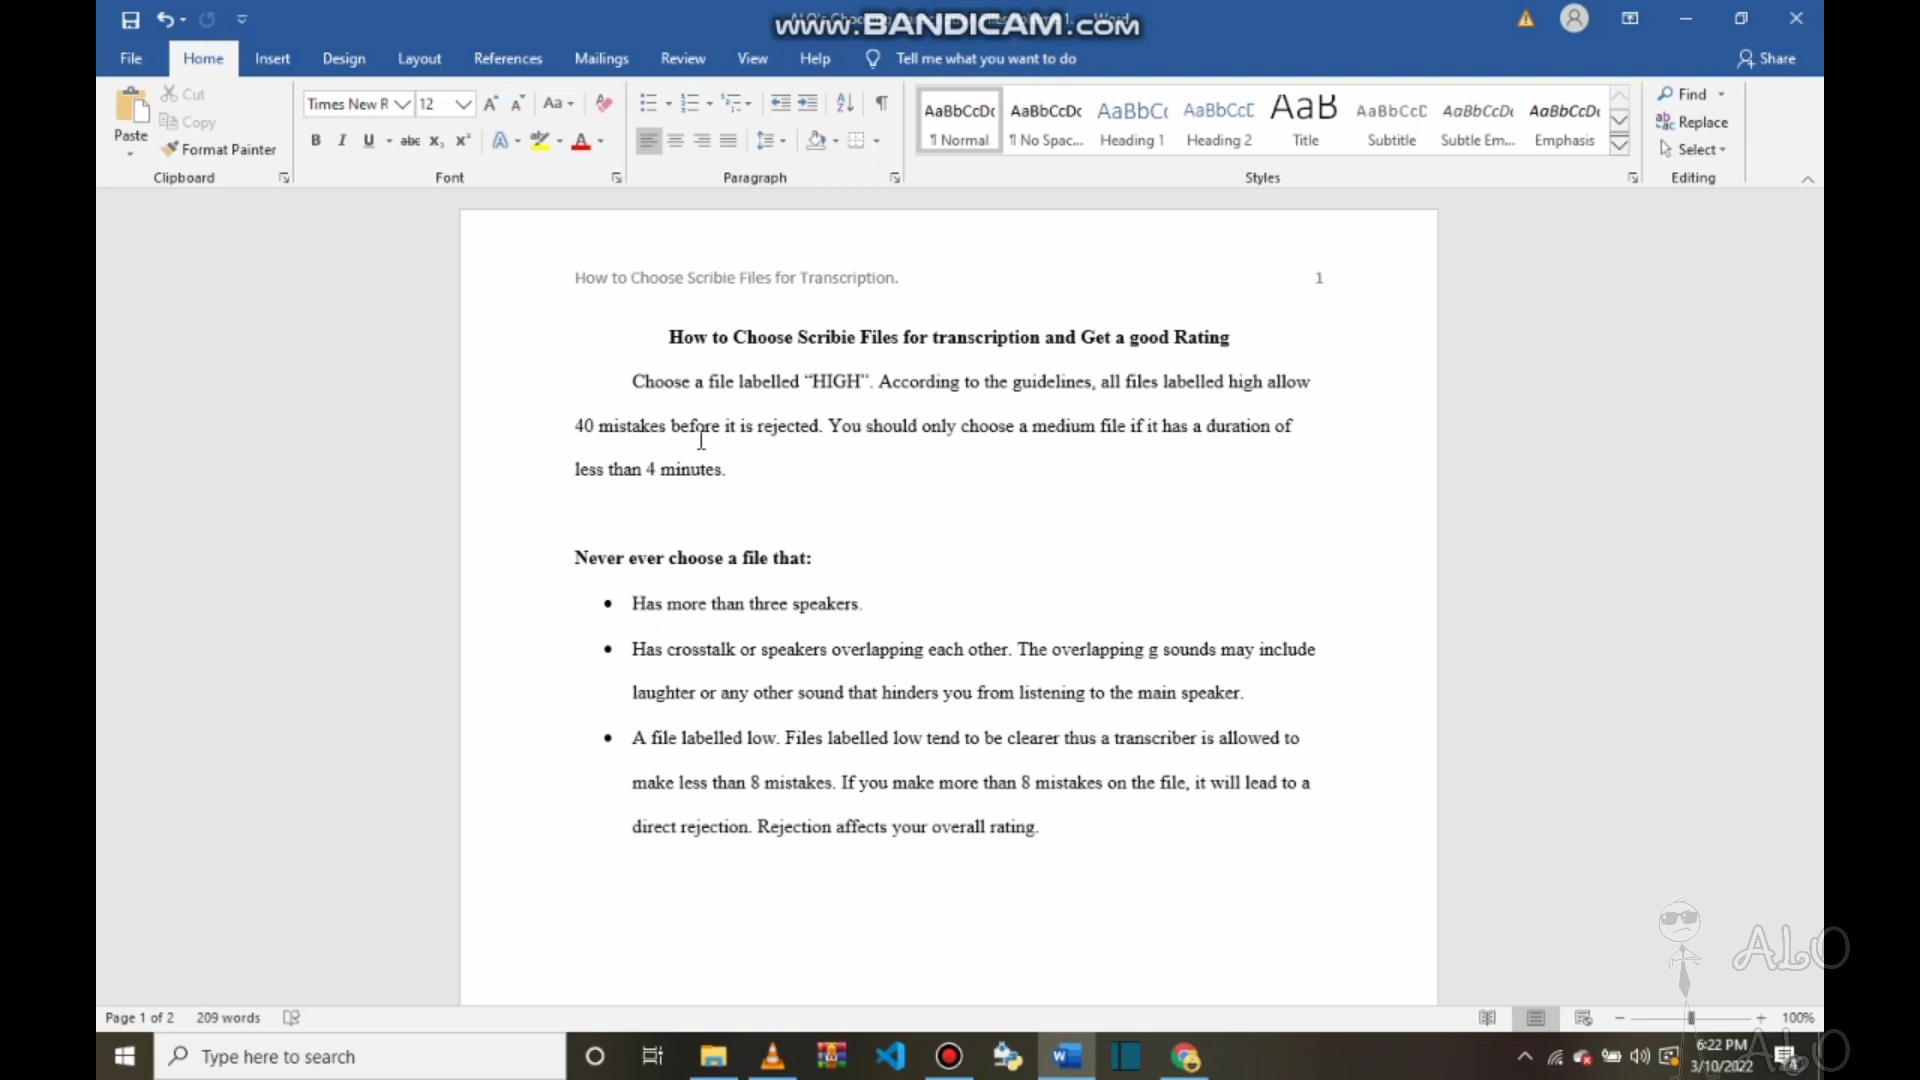 www.BANDICAM.com
File Home Insert Design Layout References Mailings Review View Help Tell me what you want to do Share
Paste Cut Copy Format Painter
Clipboard
Times New R 12 Aa
B I U abc X₂ X² A A
Font
Paragraph
AaBbCcDc AaBbCcDc AaBbCc AaBbCcD AaB AaBbCcD AaBbCcDc AaBbCcDc
¶ Normal ¶ No Spac... Heading 1 Heading 2 Title Subtitle Subtle Em... Emphasis
Styles
Find
Replace
Select
Editing
How to Choose Scribie Files for Transcription. 1
How to Choose Scribie Files for transcription and Get a good Rating
Choose a file labelled “HIGH”. According to the guidelines, all files labelled high allow
40 mistakes before it is rejected. You should only choose a medium file if it has a duration of
less than 4 minutes.
Never ever choose a file that:
• Has more than three speakers.
• Has crosstalk or speakers overlapping each other. The overlapping g sounds may include
laughter or any other sound that hinders you from listening to the main speaker.
• A file labelled low. Files labelled low tend to be clearer thus a transcriber is allowed to
make less than 8 mistakes. If you make more than 8 mistakes on the file, it will lead to a
direct rejection. Rejection affects your overall rating.
ALO
ALO
Page 1 of 2 209 words 100%
Type here to search
6:22 PM
3/10/2022
4